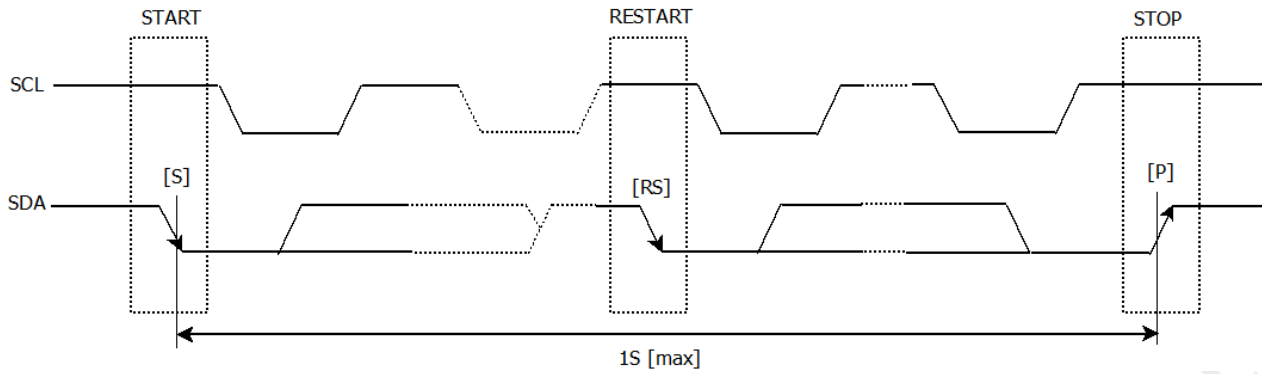 START
RESTART
STOP
SCL
[S]
[RS]
[P]
SDA
1S [max]